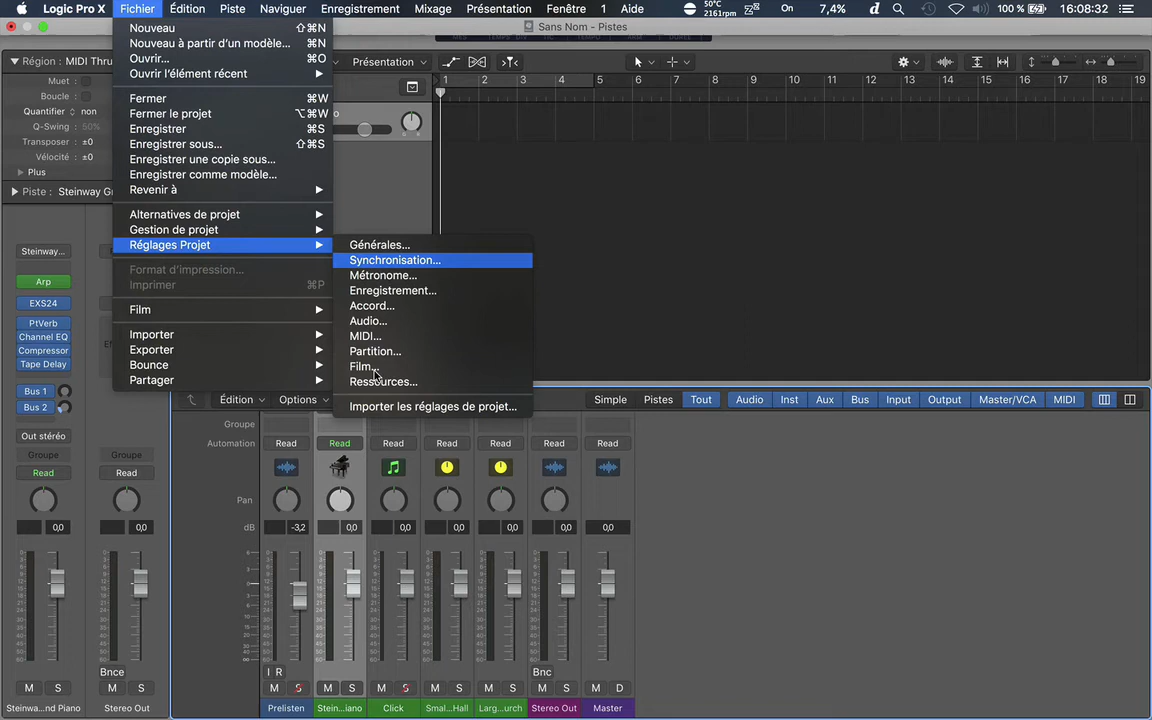 Logic Pro X Fichier Édition Piste Naviguer Enregistrement Mixage Présentation Fenêtre 1 Aide 50°C 2161rpm On 7,4% d 100 % 16:08:32
Sans Nom - Pistes
Nouveau ⇧⌘N
Nouveau à partir d'un modèle... ⌘N
Ouvrir... ⌘O
Ouvrir l'élément récent
Fermer ⌘W
Fermer le projet ⌥⌘W
Enregistrer ⌘S
Enregistrer sous... ⇧⌘S
Enregistrer une copie sous...
Enregistrer comme modèle...
Revenir à
Alternatives de projet
Gestion de projet
Réglages Projet
Format d'impression...
Imprimer ⌘P
Film
Importer
Exporter
Bounce
Partager
Générales...
Synchronisation...
Métronome...
Enregistrement...
Accord...
Audio...
MIDI...
Partition...
Film...
Ressources...
Importer les réglages de projet...
Région : MIDI Thru
Muet :
Boucle :
Quantifier non
Q-Swing : 50%
Transposer : ±0
Vélocité : ±0
Plus
Piste : Steinway Gr
Présentation
1 2 3 4 5 6 7 8 9 10 11 12 13 14 15 16 17 18 19
Steinway...
Arp
EXS24
PtVerb
Channel EQ
Compressor
Tape Delay
Bus 1
Bus 2
Out stéréo
Groupe Groupe
Read Read
0,0 0,0
Bnce
M S M S
Steinwa...nd Piano Stereo Out
Édition Options Simple Pistes Tout Audio Inst Aux Bus Input Output Master/VCA MIDI
Groupe
Automation Read Read Read Read Read Read Read
Pan
dB -3,2 0,0 0,0 0,0 0,0 0,0 0,0
I R Bnc
M S M S M S M S M S M S M D
Prelisten Stein...iano Click Smal...Hall Larg...urch Stereo Out Master